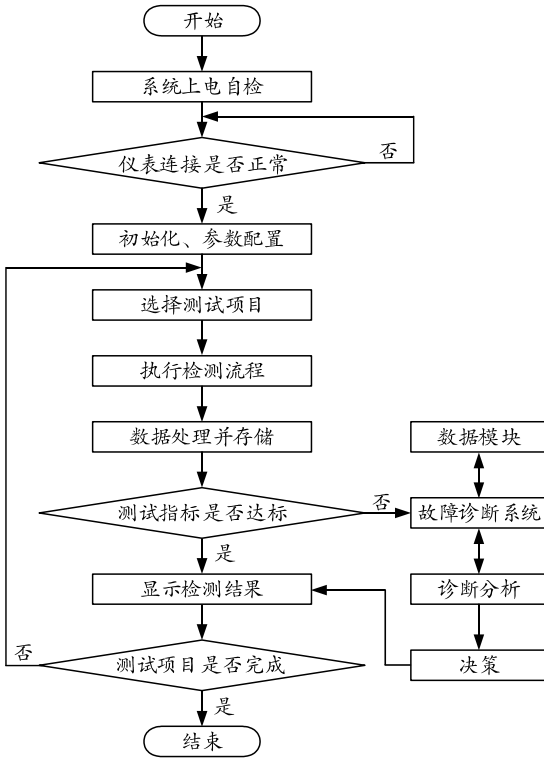 开始
系统上电自检
仪表连接是否正常
否
是
初始化、参数配置
选择测试项目
执行检测流程
数据处理并存储
数据模块
测试指标是否达标
否
故障诊断系统
是
显示检测结果
诊断分析
否
测试项目是否完成
决策
是
结束